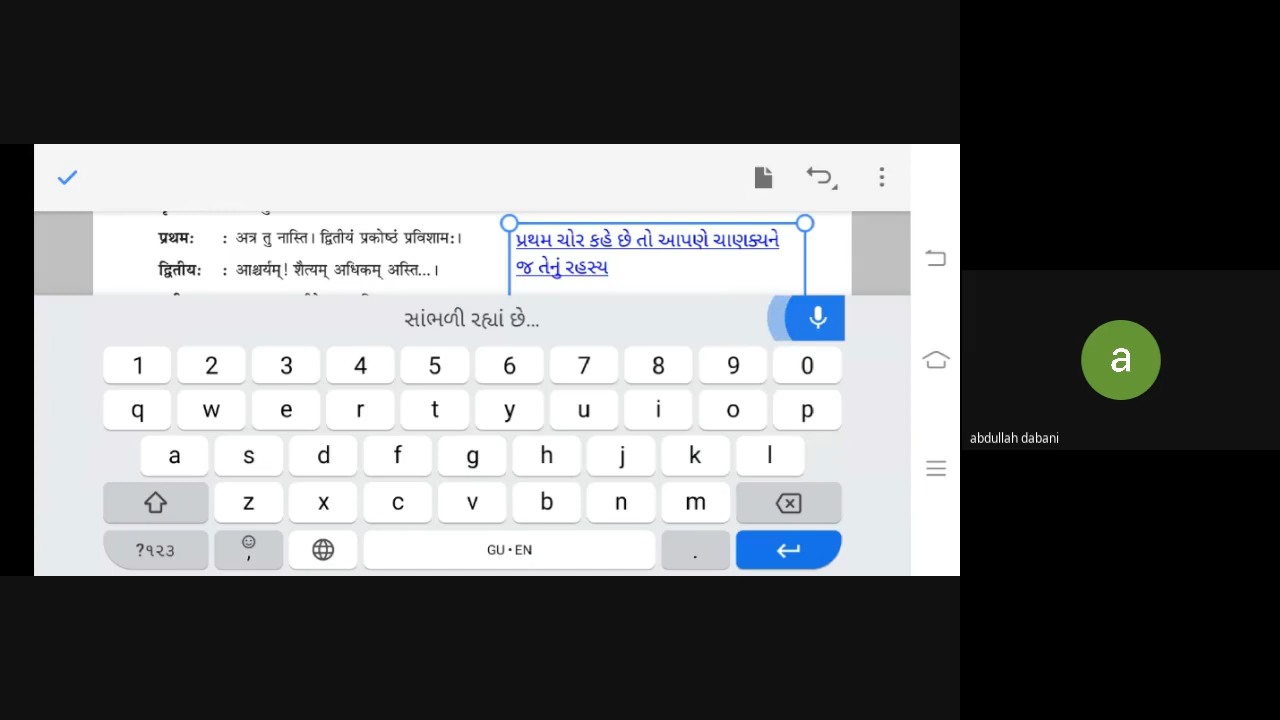 प्रथमः : अत्र तु नास्ति। द्वितीयं प्रकोष्ठं प्रविशामः।
द्वितीयः : आश्चर्यम्! शैत्यम् अधिकम् अस्ति...।
પ્રથમ ચોર કહે છે તો આપણે ચાણક્યને
જ તેનું રહસ્ય
સાંભળી રહ્યાં છે...
1 2 3 4 5 6 7 8 9 0
q w e r t y u i o p
a s d f g h j k l
z x c v b n m
?૧૨૩ , GU • EN .
a
abdullah dabani